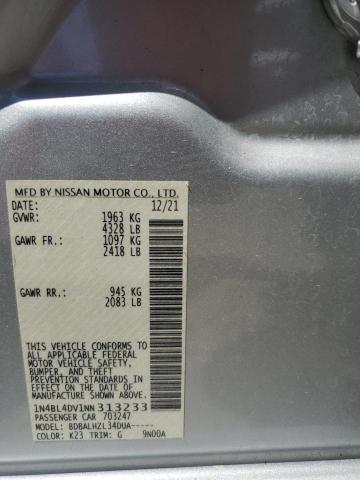 MFD BY NISSAN MOTOR CO., LTD.
DATE: 12/21
GVWR: 1963 KG
4328 LB
GAWR FR.: 1097 KG
2418 LB
GAWR RR.: 945 KG
2083 LB
THIS VEHICLE CONFORMS TO
ALL APPLICABLE FEDERAL
MOTOR VEHICLE SAFETY,
BUMPER, AND THEFT
PREVENTION STANDARDS IN
EFFECT ON THE DATE OF
MANUFACTURE SHOWN ABOVE.
1N4BL4DV1NN313233
PASSENGER CAR 703247
MODEL: BDBALHZL34DUA-----
COLOR: K23 TRIM: G 9N00A